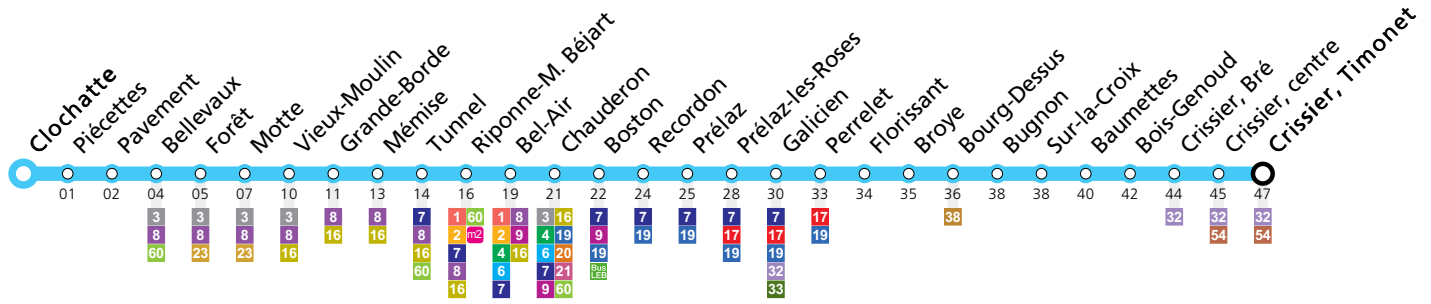 Clochatte
Piécettes
Pavement
Bellevaux
Forêt
Motte
Vieux-Moulin
Grande-Borde
Mémise
Tunnel
Riponne-M. Béjart
Bel-Air
Chauderon
Boston
Recordon
Prélaz
Prélaz-les-Roses
Galicien
Perrelet
Florissant
Broye
Bourg-Dessus
Bugnon
Sur-la-Croix
Baumettes
Bois-Genoud
Crissier, Bré
Crissier, centre
Crissier, Timonet
01 02 04 05 07 10 11 13 14 16 19 21 22 24 25 28 30 33 34 35 36 38 38 40 42 44 45 47
3 3 3 3 8 8 7 1 60 1 8 3 16 7 7 7 7 7 17 38 32 32 32
8 8 8 8 16 16 8 2 m2 2 9 4 19 9 19 19 17 17 19 54 54
60 23 23 16 16 7 4 16 6 20 19 19 19
60 8 6 7 21 Bus 32
LEB
16 7 9 60 33